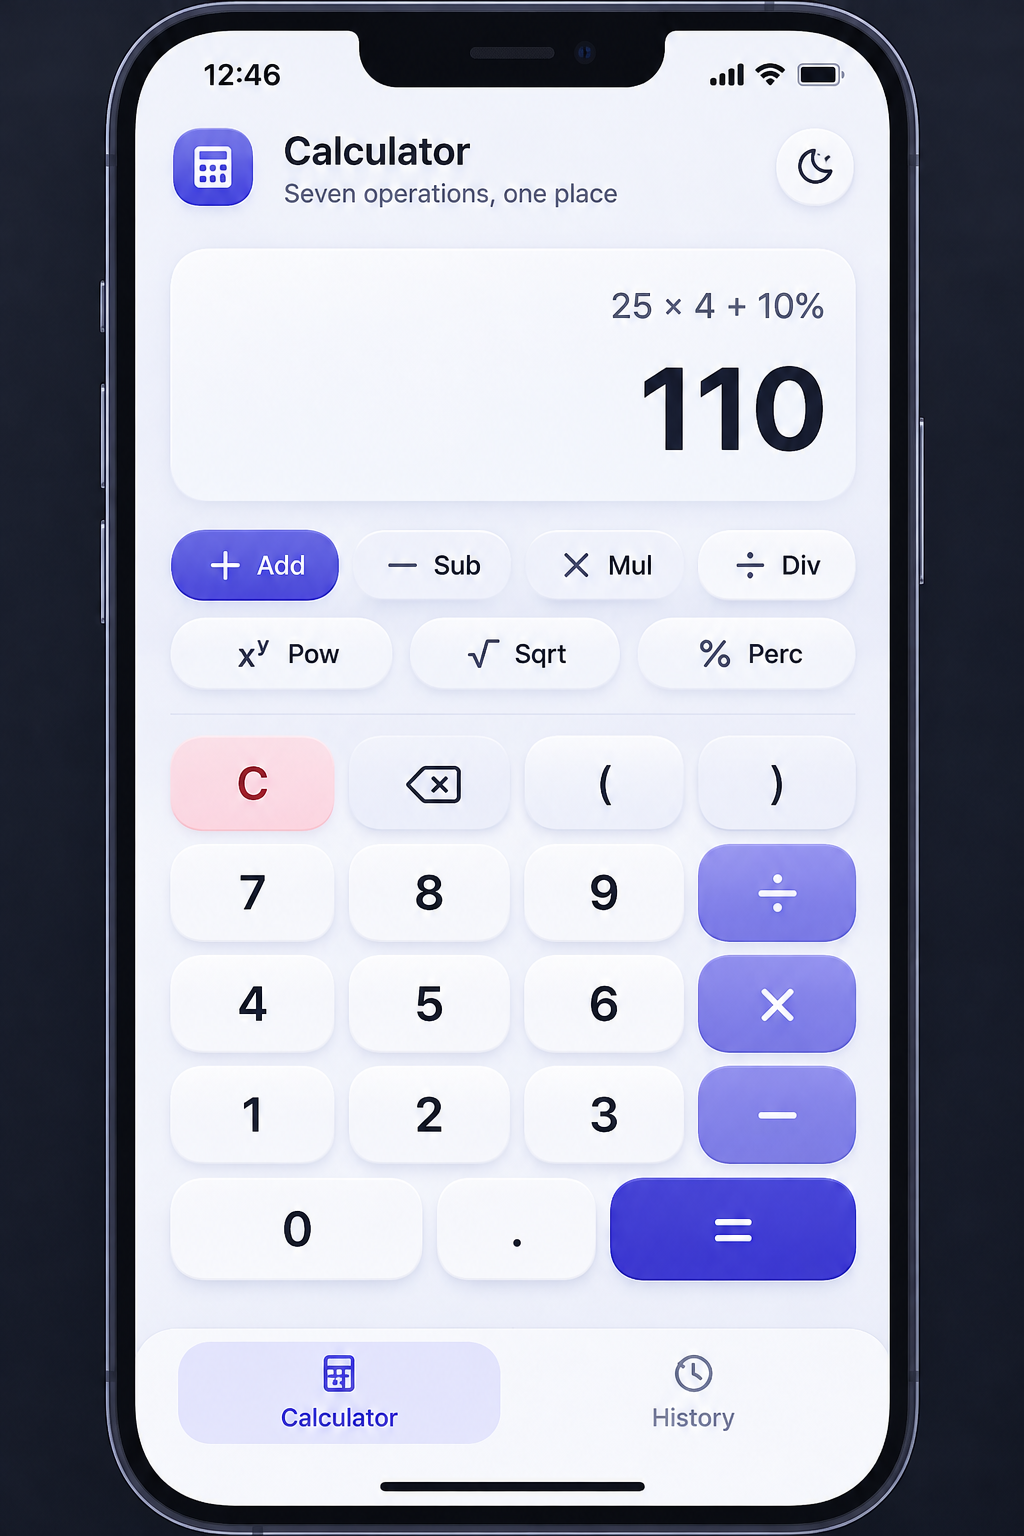 12:46
Calculator
Seven operations, one place
25 × 4 + 10%
110
+ Add — Sub × Mul ÷ Div
xʸ Pow √ Sqrt % Perc
C ( )
7 8 9 ÷
4 5 6 ×
1 2 3 −
0 . =
Calculator History